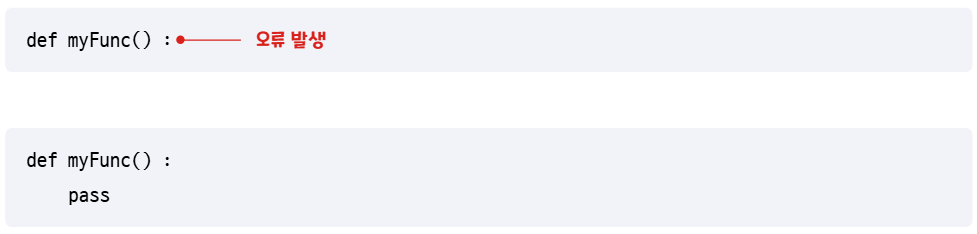 def myFunc() : 오류 발생
def myFunc() :
    pass